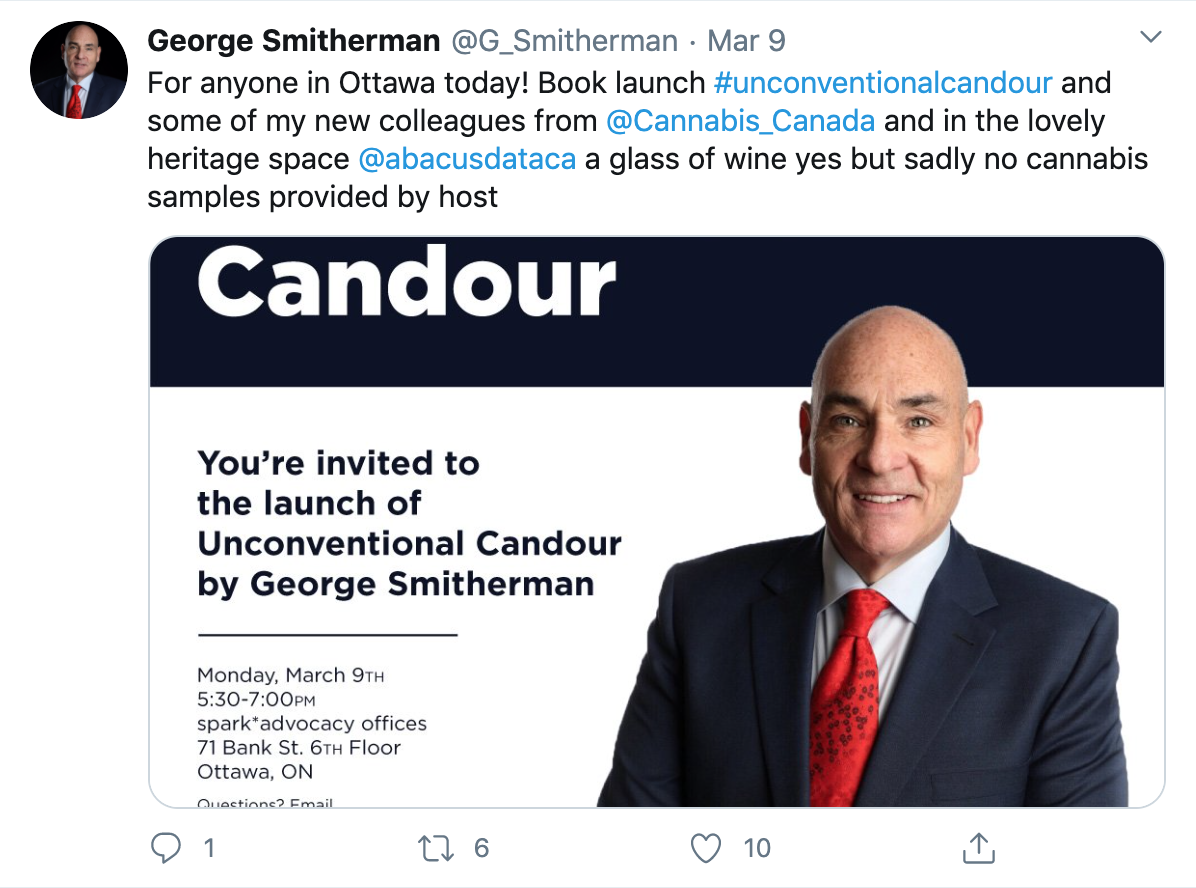 George Smitherman @G_Smitherman · Mar 9
For anyone in Ottawa today! Book launch #unconventionalcandour and
some of my new colleagues from @Cannabis_Canada and in the lovely
heritage space @abacusdataca a glass of wine yes but sadly no cannabis
samples provided by host
Candour
You're invited to
the launch of
Unconventional Candour
by George Smitherman
Monday, March 9TH
5:30-7:00PM
spark*advocacy offices
71 Bank St. 6TH Floor
Ottawa, ON
Questions? Email
1 6 10